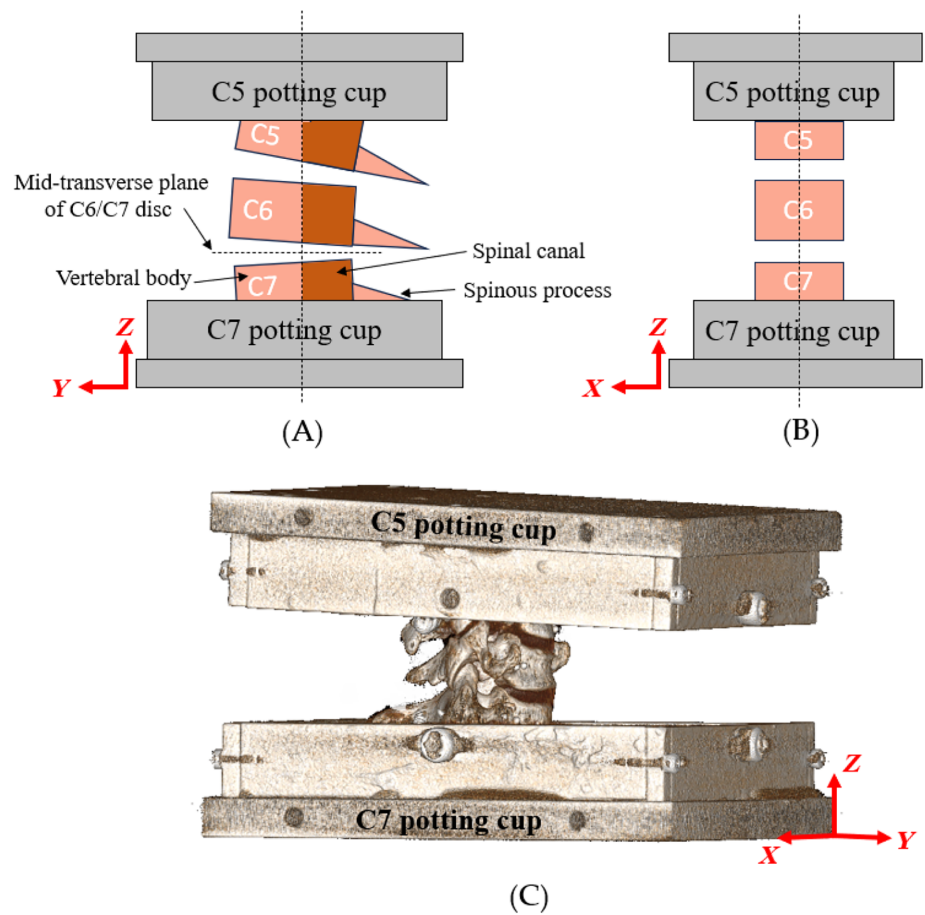 C5 potting cup
C5
Mid-transverse plane
of C6/C7 disc
C6
Spinal canal
Vertebral body
C7
Spinous process
C7 potting cup
Z
Y
(A)
C5 potting cup
C5
C6
C7
C7 potting cup
Z
X
(B)
C5 potting cup
C7 potting cup
Z
X
Y
(C)